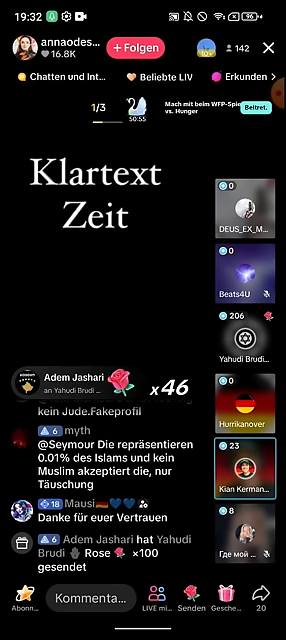 19:32
96
annaodes...
16.8K
+ Folgen
10+
142
Chatten und Int...
Beliebte LIV
Erkunden >
1/3
50:55
Mach mit beim WFP-Spie
vs. Hunger
Beitret.
Klartext
Zeit
0
DEUS_EX_M...
0
Beats4U
206
Yahudi Brudi...
0
Hurrikanover
23
Kian Kerman...
8
Где мой ...
Adem Jashari
an Yahudi Brudi ...
x46
kein Jude.Fakeprofil
6 myth
@Seymour Die repräsentieren
0.01% des Islams und kein
Muslim akzeptiert die, nur
Täuschung
18 Mausi
Danke für euer Vertrauen
6 Adem Jashari hat Yahudi
Brudi Rose ×100
gesendet
Kommenta...
Abonn...
LIVE mi...
Senden
Gesche...
20